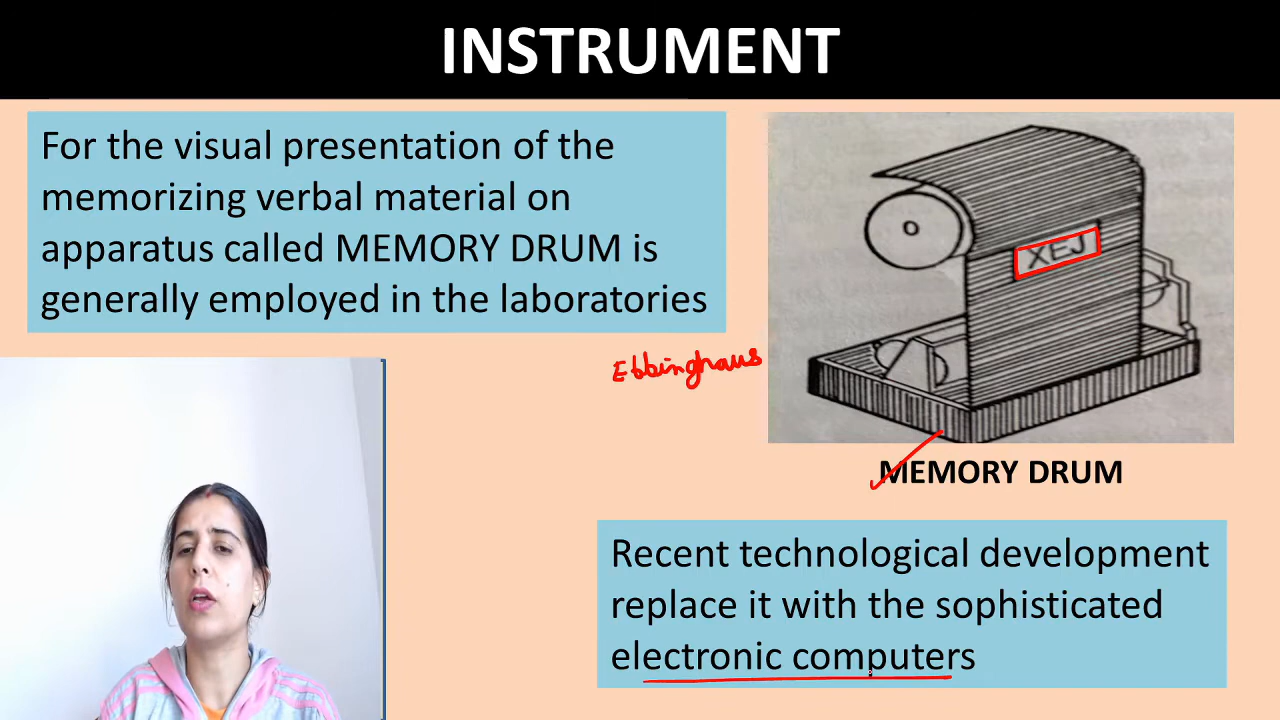 INSTRUMENT
For the visual presentation of the
memorizing verbal material on
apparatus called MEMORY DRUM is
generally employed in the laboratories
XEJ
Ebbinghaus
MEMORY DRUM
Recent technological development
replace it with the sophisticated
electronic computers